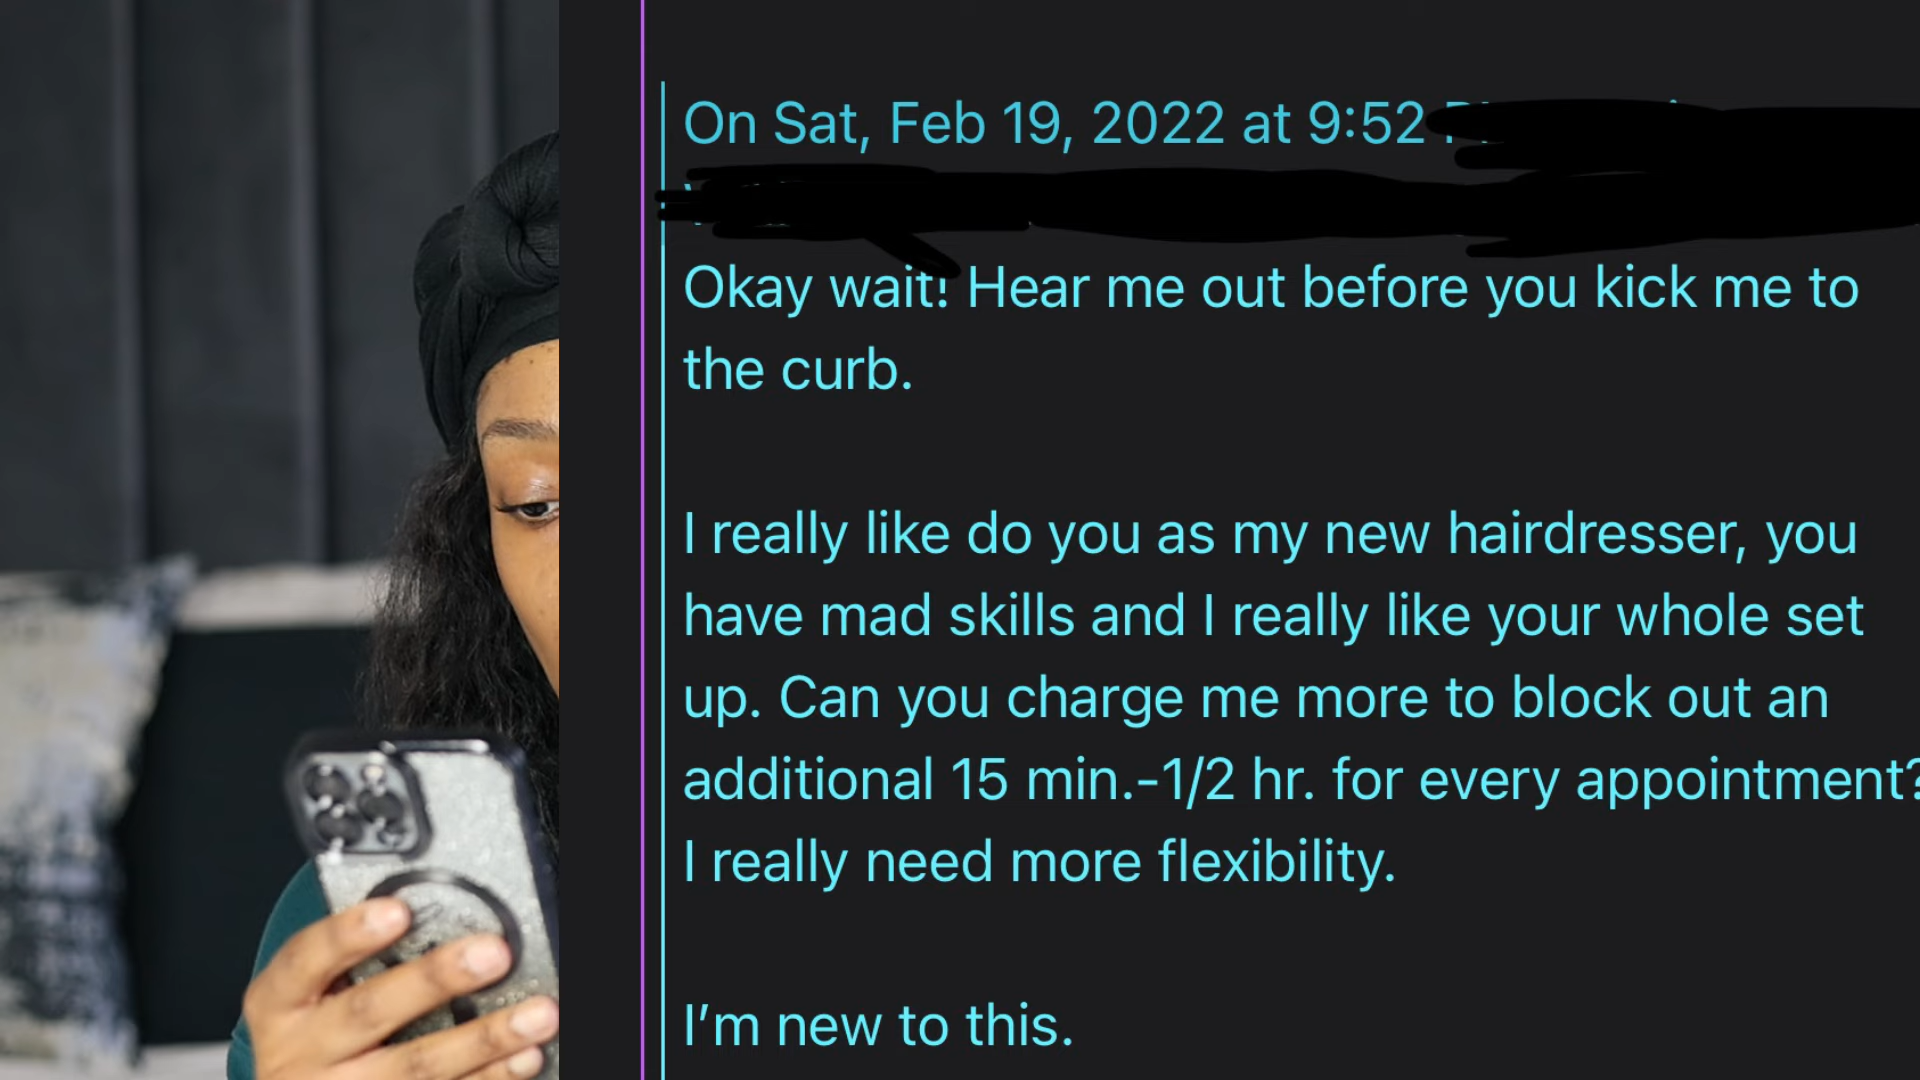 On Sat, Feb 19, 2022 at 9:52
Okay wait! Hear me out before you kick me to
the curb.
I really like do you as my new hairdresser, you
have mad skills and I really like your whole set
up. Can you charge me more to block out an
additional 15 min.-1/2 hr. for every appointment?
I really need more flexibility.
I’m new to this.